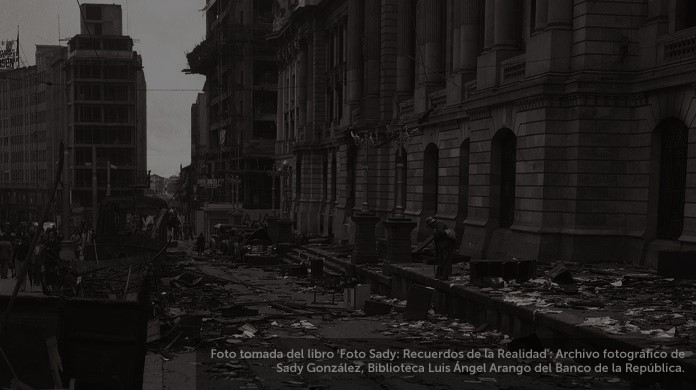 Foto tomada del libro 'Foto Sady: Recuerdos de la Realidad': Archivo fotográfico de
Sady González, Biblioteca Luis Ángel Arango del Banco de la República.